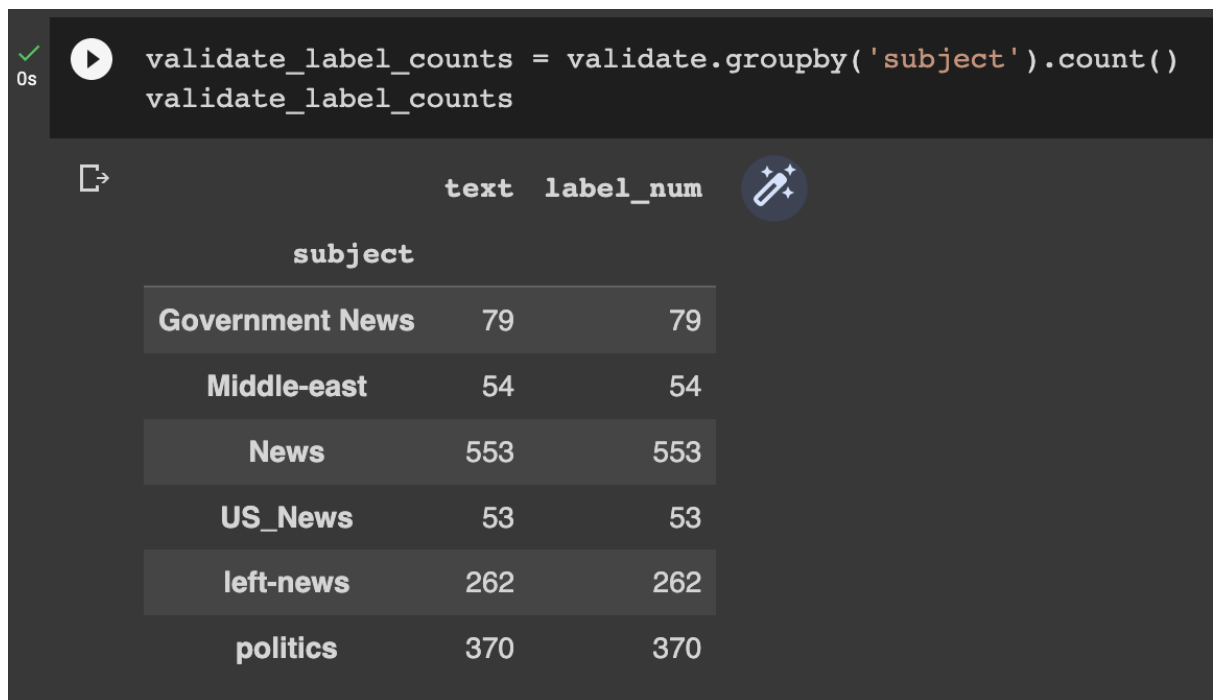 validate_label_counts = validate.groupby('subject').count()
0s
validate_label_counts
text label_num
subject
Government News 79 79
Middle-east 54 54
News 553 553
US_News 53 53
left-news 262 262
politics 370 370